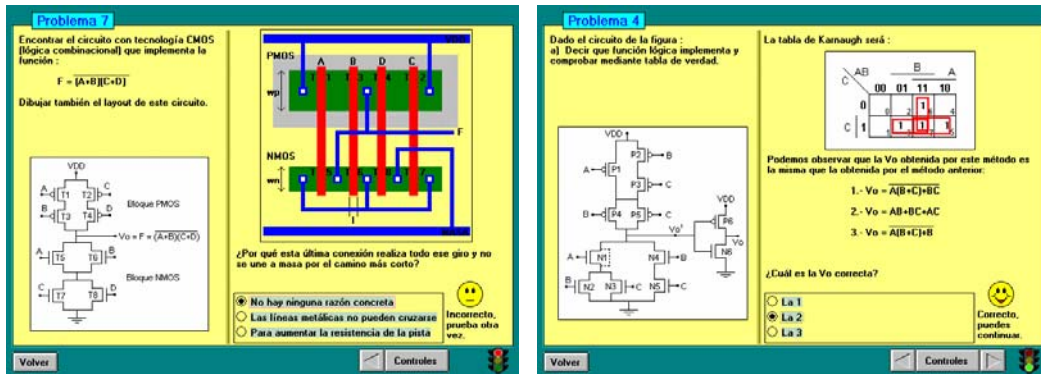 Problema 7
Encontrar el circuito con tecnología CMOS
(lógica combinacional) que implementa la
función :
F = (A+B)(C+D)
Dibujar también el layout de este circuito.
VDD
A T1 T2 C
B T3 T4 D
Bloque PMOS
Vo = F = (A+B)(C+D)
A T5 T6 B
Bloque NMOS
C T7 T8 D
VDD
PMOS
A B D C
wp
F
NMOS
wn
MASA
¿Por qué esta última conexión realiza todo ese giro y no
se une a masa por el camino más corto?
No hay ninguna razón concreta
Las líneas metálicas no pueden cruzarse
Para aumentar la resistencia de la pista
Incorrecto,
prueba otra
vez.
Volver
Controles
Problema 4
Dado el circuito de la figura :
a) Decir que función lógica implementa y
comprobar mediante tabla de verdad.
VDD
P2 B
A P1
P3 C
B P4 P5 C
VDD
Vo'
P6
Vo
N6
A N1 N4 B
B N2 N3 C N5 C
La tabla de Karnaugh será :
AB B A
C 00 01 11 10
0 0 2 1 6 4
C 1 1 1 1
Podemos observar que la Vo obtenida por este método es
la misma que la obtenida por el método anterior:
1.- Vo = A(B+C)+BC
2.- Vo = AB+BC+AC
3.- Vo = A(B+C)+B
¿Cuál es la Vo correcta?
La 1
La 2
La 3
Correcto,
puedes
continuar.
Volver
Controles